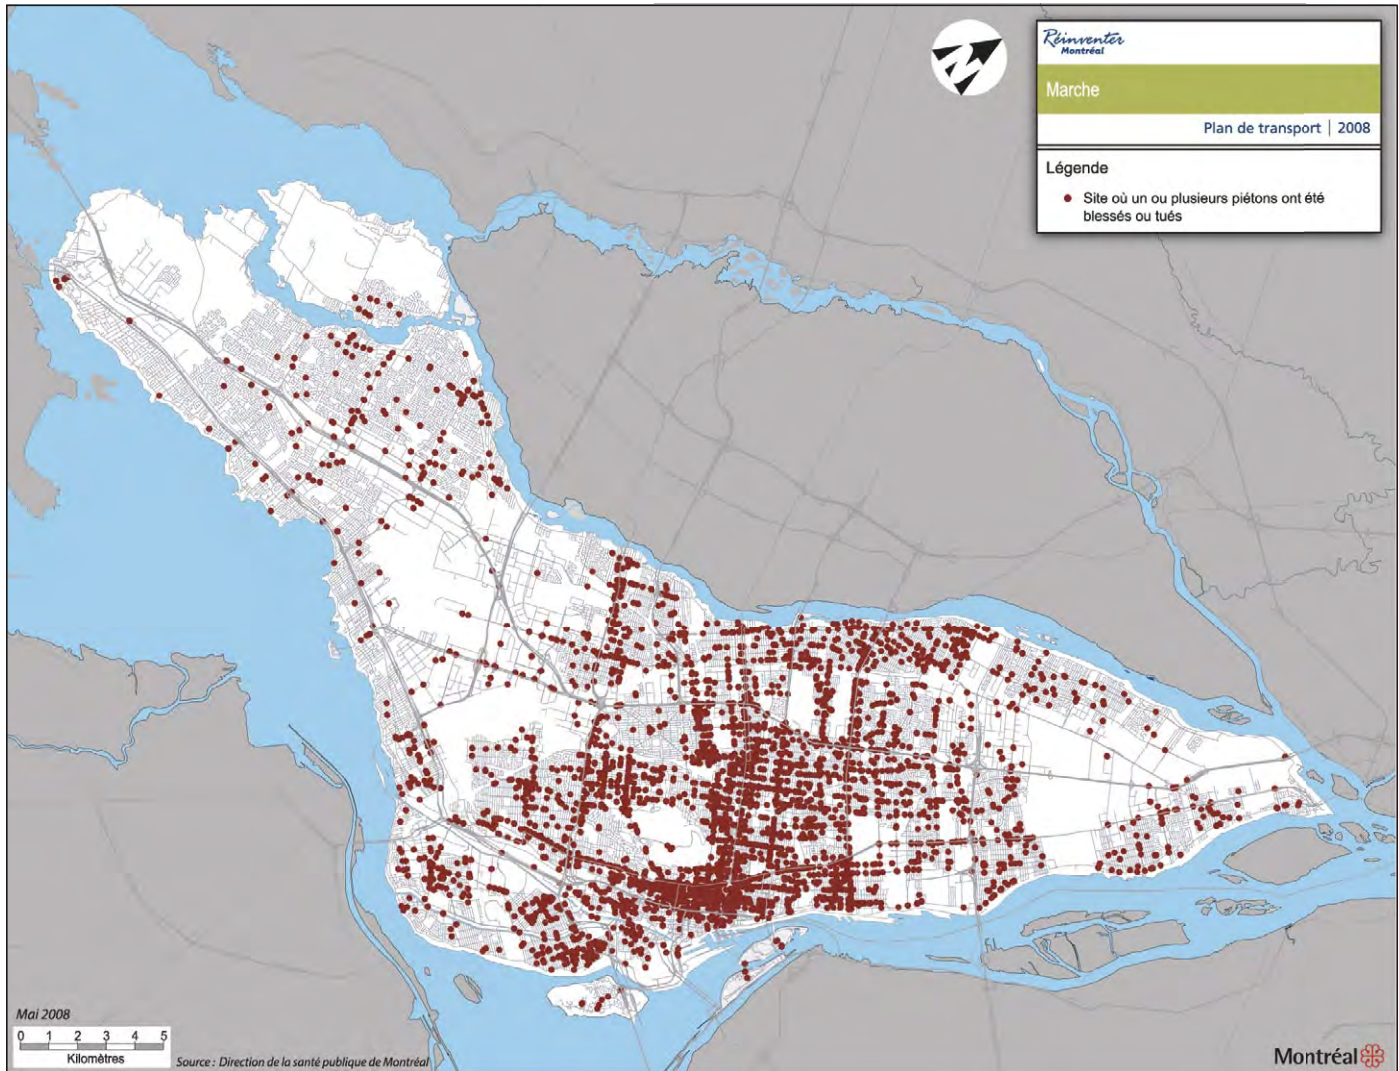 Réinventer
Montréal
Marche
Plan de transport | 2008
Légende
Site où un ou plusieurs piétons ont été
blessés ou tués
Mai 2008
0 1 2 3 4 5
Kilomètres
Source : Direction de la santé publique de Montréal
Montréal